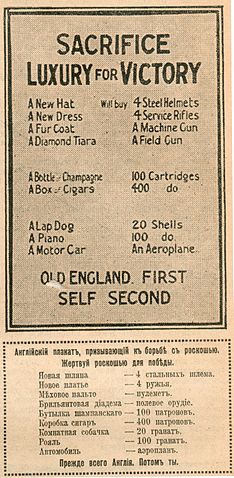 SACRIFICE
LUXURY FOR VICTORY
A New Hat Will buy 4 Steel Helmets
A New Dress 4 Service Rifles
A Fur Coat A Machine Gun
A Diamond Tiara A Field Gun
A Bottle of Champagne 100 Cartridges
A Box of Cigars 400 do
A Lap Dog 20 Shells
A Piano 100 do.
A Motor Car An Aeroplane.
OLD ENGLAND FIRST
SELF SECOND
Англійскій плакатъ, призывающій къ борьбѣ съ роскошью.
Жертвуй роскошью для побѣды.
Новая шляпа — 4 стальныхъ шлема.
Новое платье — 4 ружья.
Мѣховое пальто — пулеметъ.
Брильянтовая діадема — полевое орудіе.
Бутылка шампанскаго — 100 патроновъ.
Коробка сигаръ — 400 патроновъ.
Комнатная собачка — 20 гранатъ.
Рояль — 100 гранатъ.
Автомобиль — аэропланъ.
Прежде всего Англія. Потомъ ты.